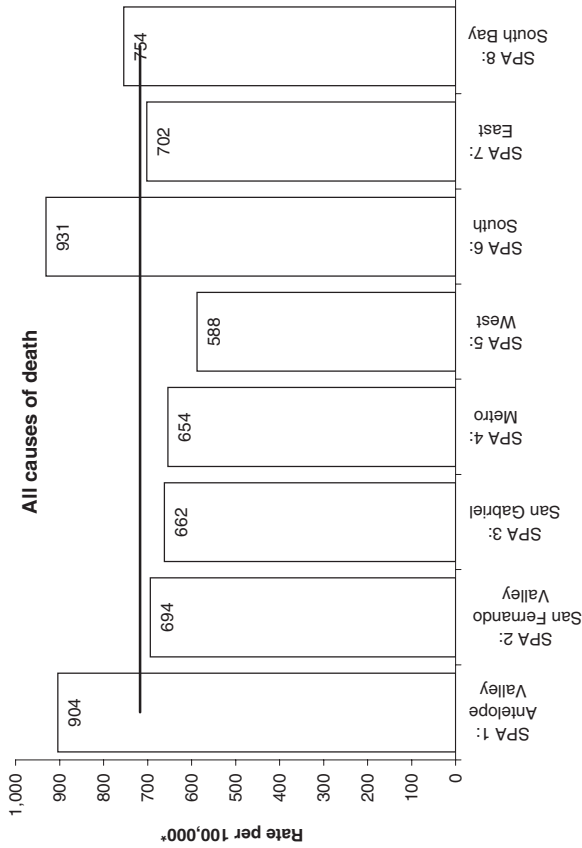 All causes of death
Rate per 100,000*
1,000
900
800
700
600
500
400
300
200
100
0
904
694
662
654
588
931
702
754
SPA 1:
Antelope
Valley
SPA 2:
San Fernando
Valley
SPA 3:
San Gabriel
SPA 4:
Metro
SPA 5:
West
SPA 6:
South
SPA 7:
East
SPA 8:
South Bay